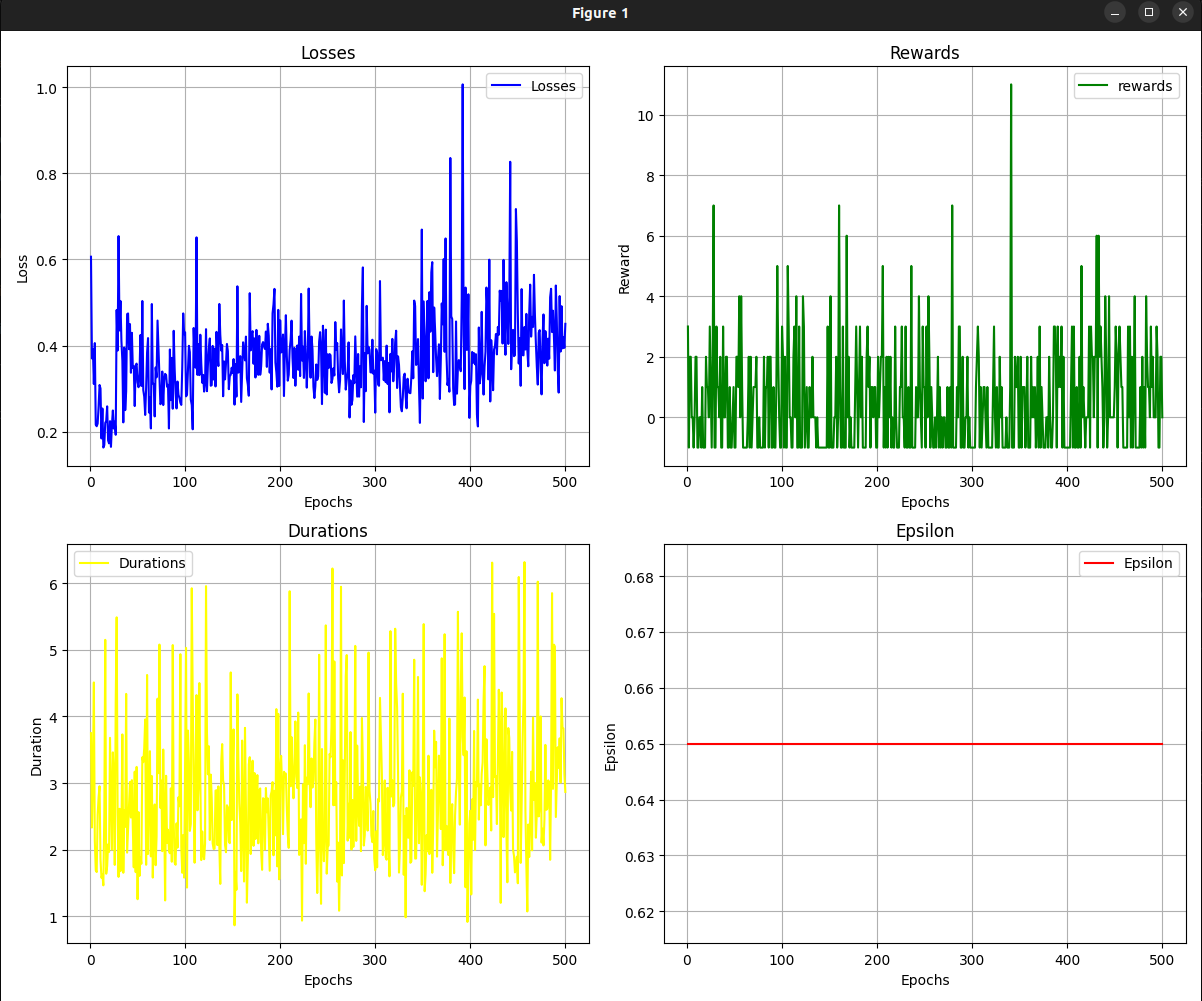 Figure 1
Losses
Losses
Loss
1.0
0.8
0.6
0.4
0.2
0 100 200 300 400 500
Epochs
Rewards
rewards
Reward
10
8
6
4
2
0
0 100 200 300 400 500
Epochs
Durations
Durations
Duration
6
5
4
3
2
1
0 100 200 300 400 500
Epochs
Epsilon
Epsilon
Epsilon
0.68
0.67
0.66
0.65
0.64
0.63
0.62
0 100 200 300 400 500
Epochs